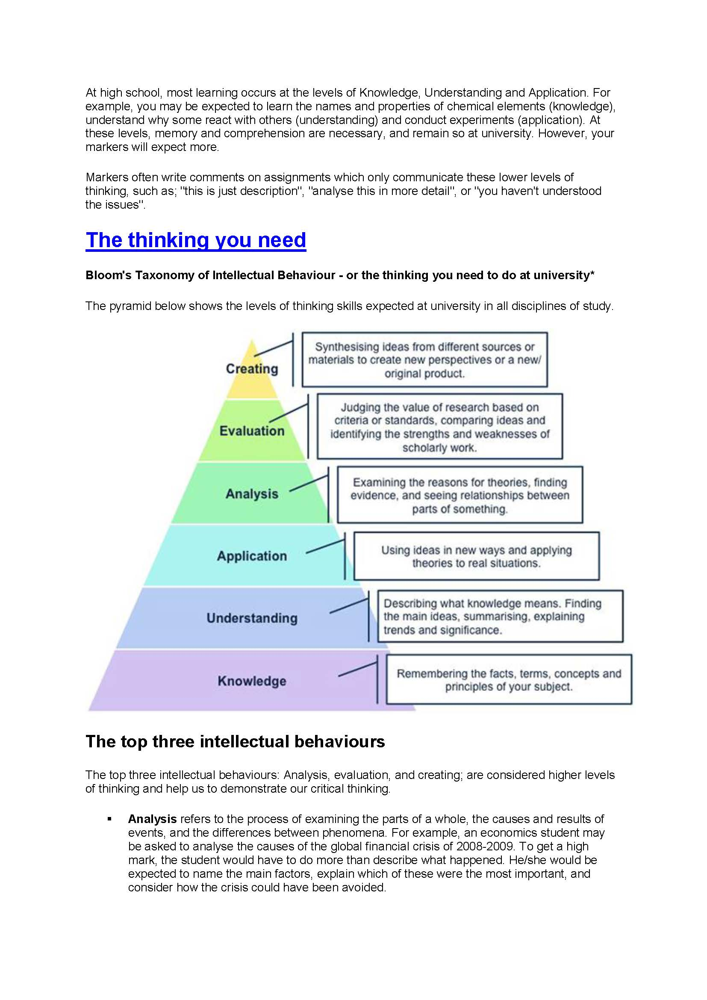 At high school, most learning occurs at the levels of Knowledge, Understanding and Application. For
example, you may be expected to learn the names and properties of chemical elements (knowledge),
understand why some react with others (understanding) and conduct experiments (application). At
these levels, memory and comprehension are necessary, and remain so at university. However, your
markers will expect more.
Markers often write comments on assignments which only communicate these lower levels of
thinking, such as; "this is just description", "analyse this in more detail", or "you haven't understood
the issues".
The thinking you need
Bloom's Taxonomy of Intellectual Behaviour - or the thinking you need to do at university*
The pyramid below shows the levels of thinking skills expected at university in all disciplines of study.
Creating
Synthesising ideas from different sources or
materials to create new perspectives or a new/
original product.
Evaluation
Judging the value of research based on
criteria or standards, comparing ideas and
identifying the strengths and weaknesses of
scholarly work.
Analysis
Examining the reasons for theories, finding
evidence, and seeing relationships between
parts of something.
Application
Using ideas in new ways and applying
theories to real situations.
Understanding
Describing what knowledge means. Finding
the main ideas, summarising, explaining
trends and significance.
Knowledge
Remembering the facts, terms, concepts and
principles of your subject.
The top three intellectual behaviours
The top three intellectual behaviours: Analysis, evaluation, and creating; are considered higher levels
of thinking and help us to demonstrate our critical thinking.
▪ Analysis refers to the process of examining the parts of a whole, the causes and results of
events, and the differences between phenomena. For example, an economics student may
be asked to analyse the causes of the global financial crisis of 2008-2009. To get a high
mark, the student would have to do more than describe what happened. He/she would be
expected to name the main factors, explain which of these were the most important, and
consider how the crisis could have been avoided.